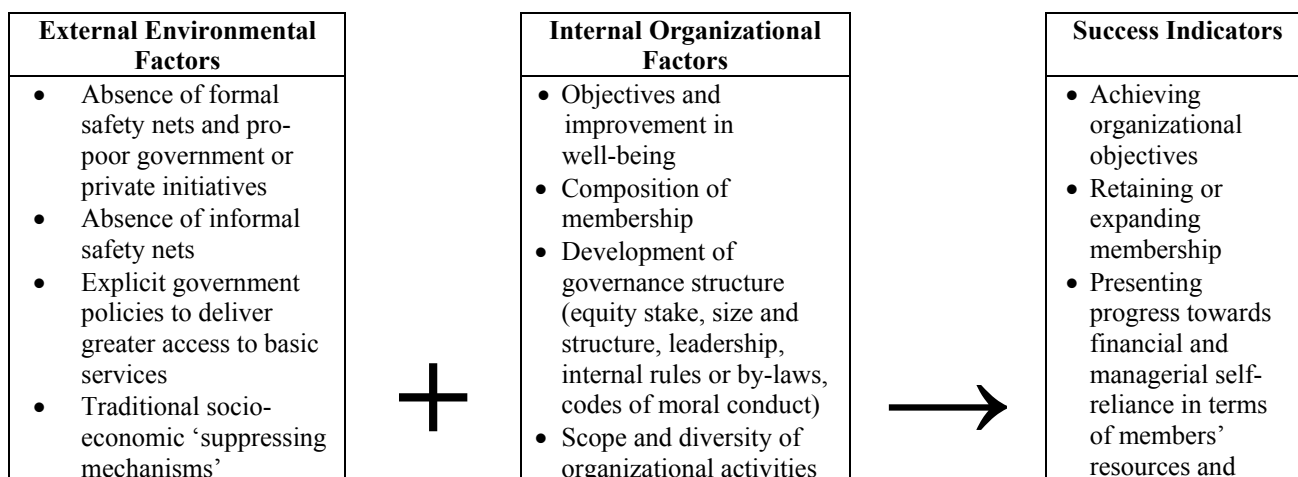 External Environmental
Factors
• Absence of formal
safety nets and pro-
poor government or
private initiatives
• Absence of informal
safety nets
• Explicit government
policies to deliver
greater access to basic
services
• Traditional socio-
economic ‘suppressing
mechanisms’
+
Internal Organizational
Factors
• Objectives and
improvement in
well-being
• Composition of
membership
• Development of
governance structure
(equity stake, size and
structure, leadership,
internal rules or by-laws,
codes of moral conduct)
• Scope and diversity of
organizational activities
→
Success Indicators
• Achieving
organizational
objectives
• Retaining or
expanding
membership
• Presenting
progress towards
financial and
managerial self-
reliance in terms
of members’
resources and